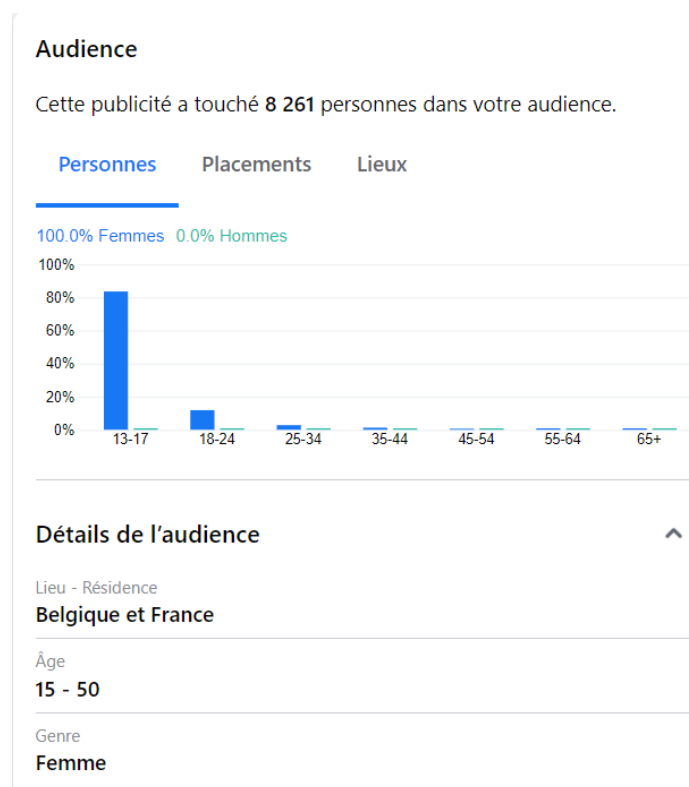 Audience
Cette publicité a touché 8 261 personnes dans votre audience.
Personnes Placements Lieux
100.0% Femmes 0.0% Hommes
100%
80%
60%
40%
20%
0%
13-17 18-24 25-34 35-44 45-54 55-64 65+
Détails de l’audience
Lieu - Résidence
Belgique et France
Âge
15 - 50
Genre
Femme